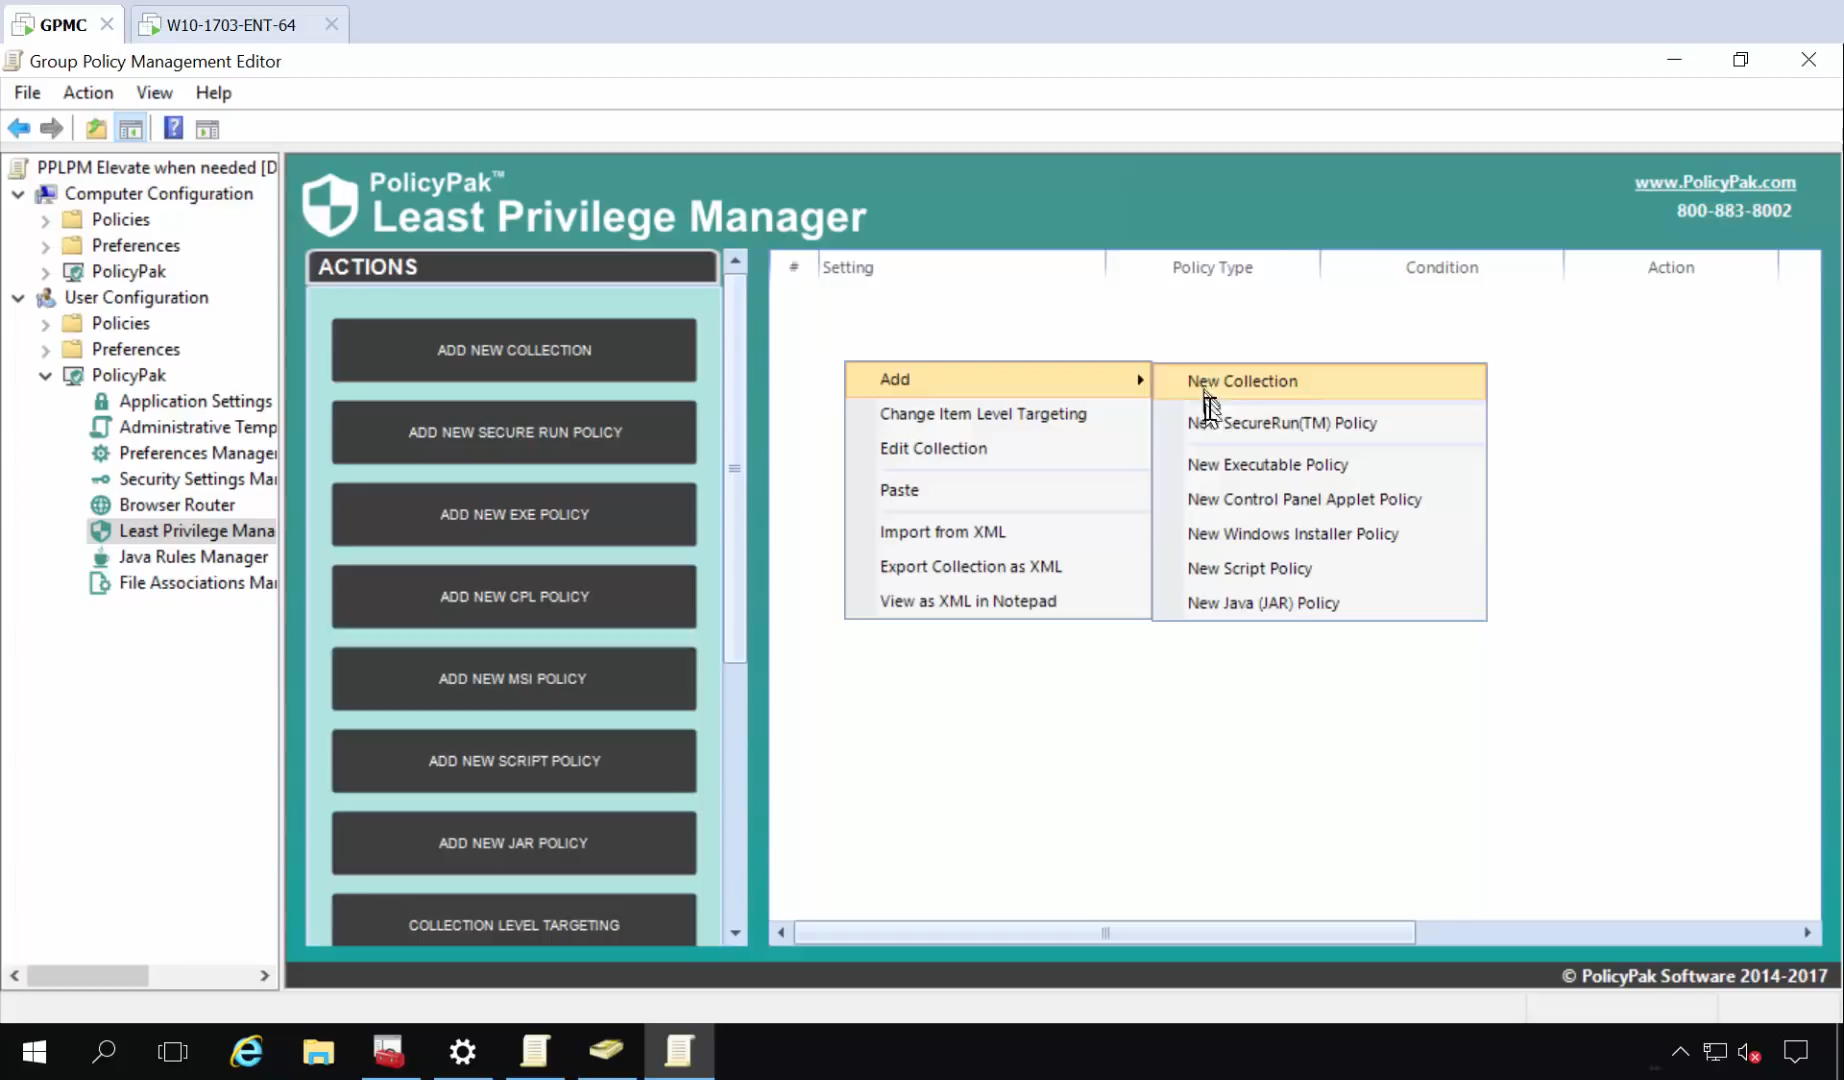 GPMC
W10-1703-ENT-64
Group Policy Management Editor
File Action View Help
PPLPM Elevate when needed [D
Computer Configuration
Policies
Preferences
PolicyPak
User Configuration
Policies
Preferences
PolicyPak
Application Settings
Administrative Temp
Preferences Manager
Security Settings Ma
Browser Router
Least Privilege Mana
Java Rules Manager
File Associations Ma
PolicyPak™
Least Privilege Manager
www.PolicyPak.com
800-883-8002
ACTIONS
ADD NEW COLLECTION
ADD NEW SECURE RUN POLICY
ADD NEW EXE POLICY
ADD NEW CPL POLICY
ADD NEW MSI POLICY
ADD NEW SCRIPT POLICY
ADD NEW JAR POLICY
COLLECTION LEVEL TARGETING
# Setting Policy Type Condition Action
Add
Change Item Level Targeting
Edit Collection
Paste
Import from XML
Export Collection as XML
View as XML in Notepad
New Collection
New SecureRun(TM) Policy
New Executable Policy
New Control Panel Applet Policy
New Windows Installer Policy
New Script Policy
New Java (JAR) Policy
© PolicyPak Software 2014-2017